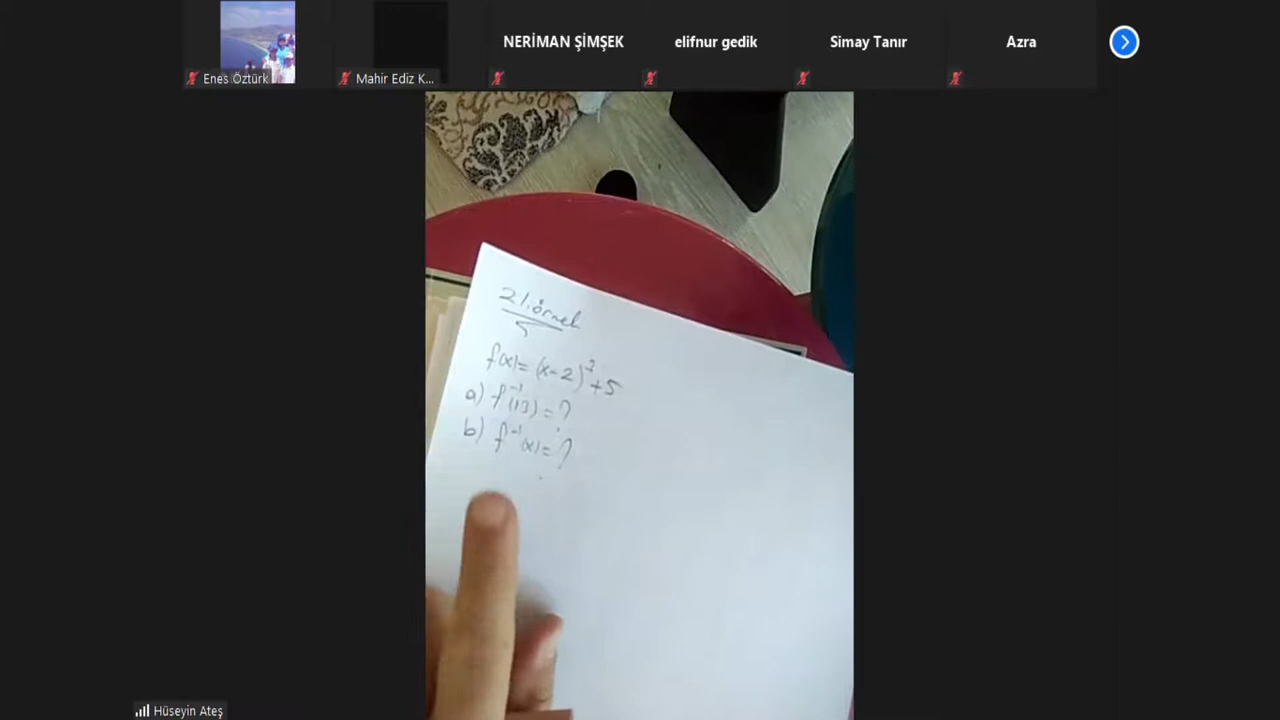 Enes Öztürk
Mahir Ediz K...
NERİMAN ŞİMŞEK
elifnur gedik
Simay Tanır
Azra
21. örnek
f(x) = (x-2)³ + 5
a) f⁻¹(13) = ?
b) f⁻¹(x) = ?
Hüseyin Ateş